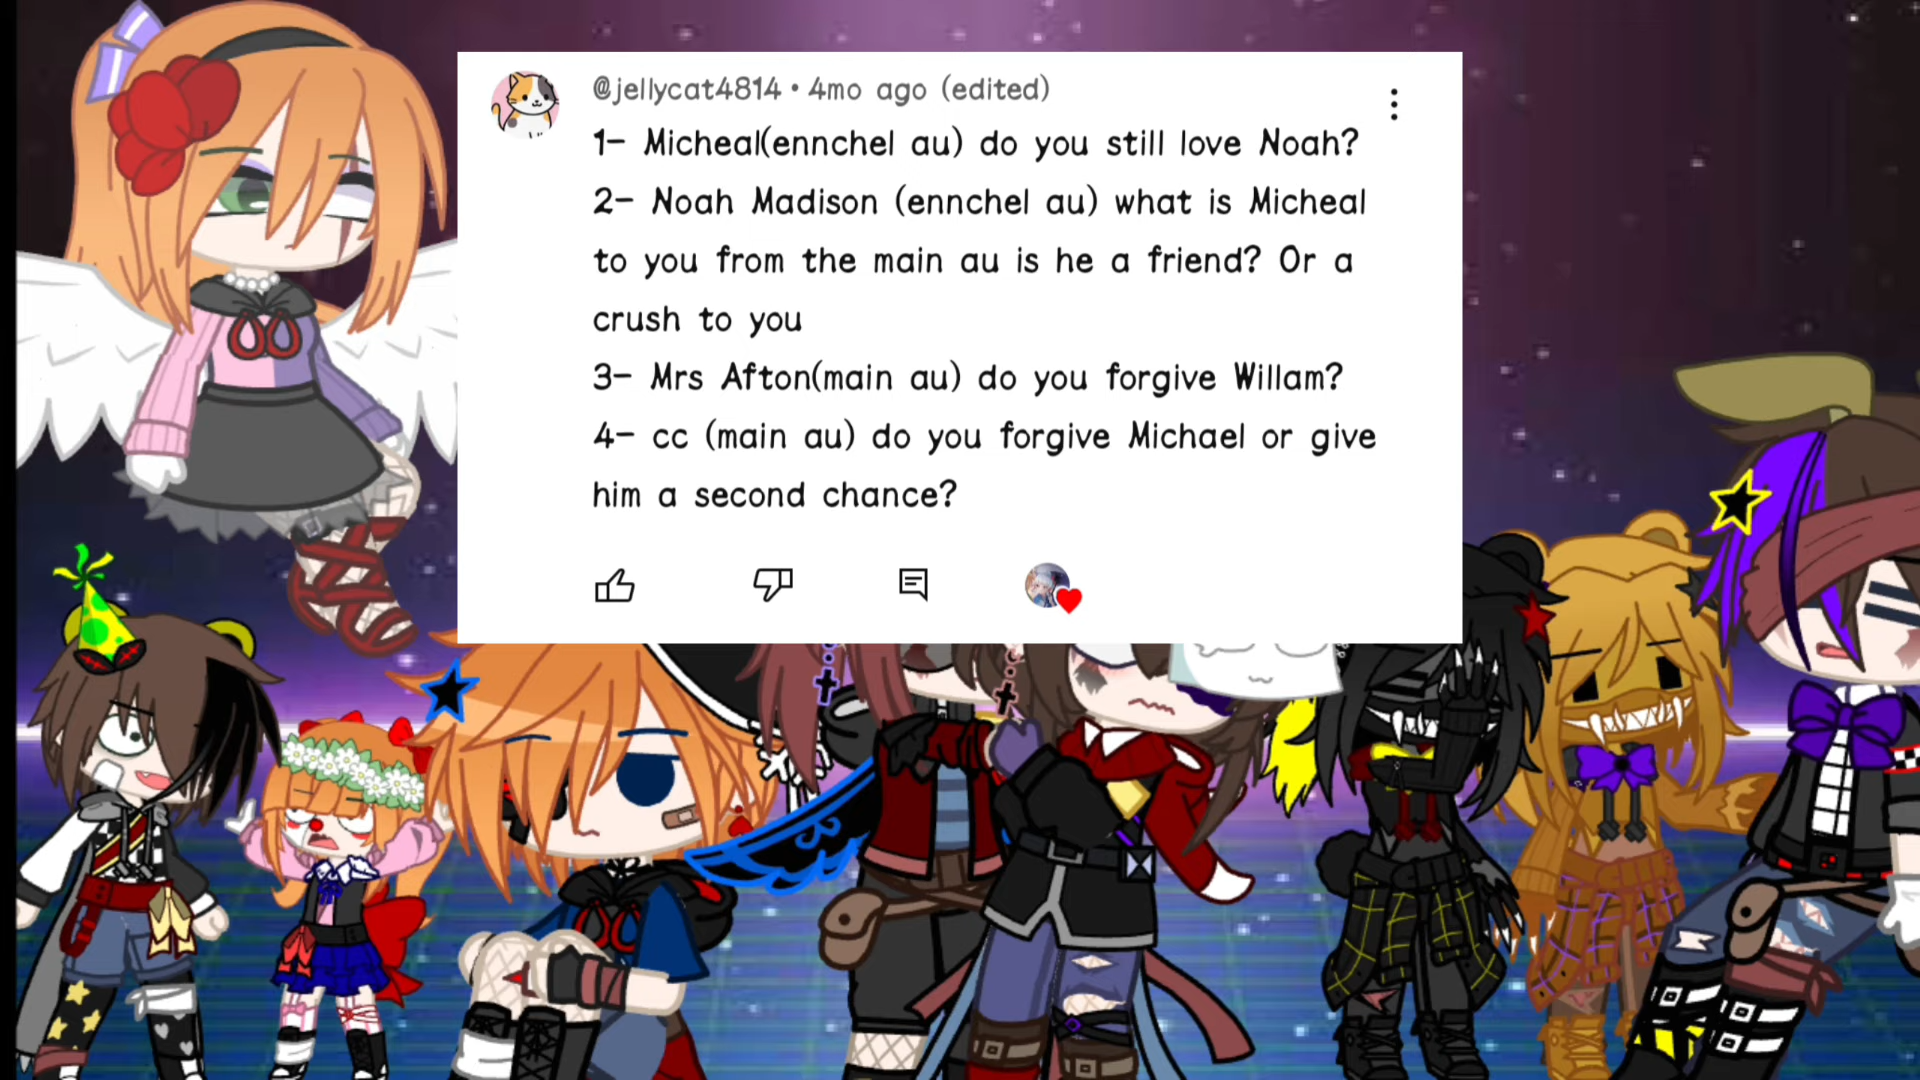 @jellycat4814 • 4mo ago (edited)
1- Micheal(ennchel au) do you still love Noah?
2- Noah Madison (ennchel au) what is Micheal
to you from the main au is he a friend? Or a
crush to you
3- Mrs Afton(main au) do you forgive Willam?
4- cc (main au) do you forgive Michael or give
him a second chance?